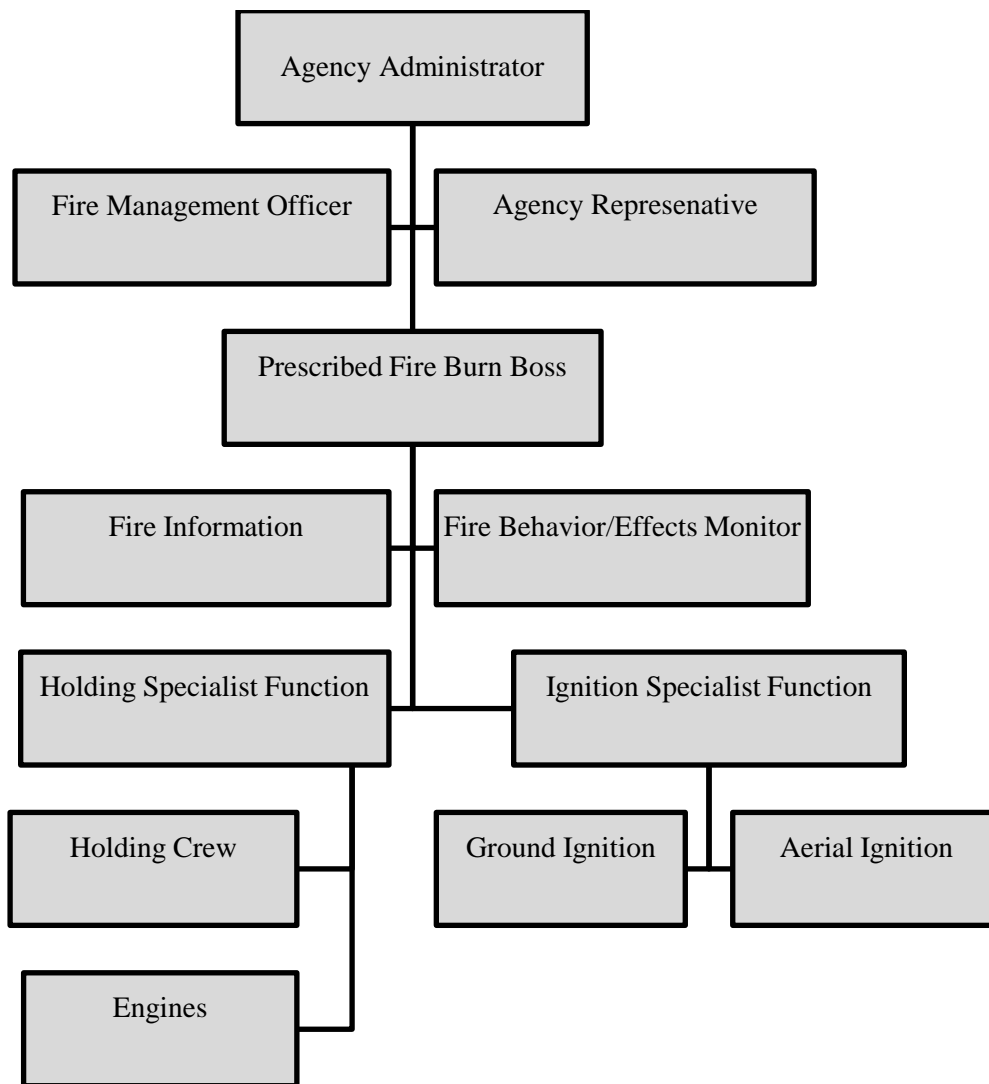 Agency Administrator
Fire Management Officer
Agency Represenative
Prescribed Fire Burn Boss
Fire Information
Fire Behavior/Effects Monitor
Holding Specialist Function
Ignition Specialist Function
Holding Crew
Ground Ignition
Aerial Ignition
Engines